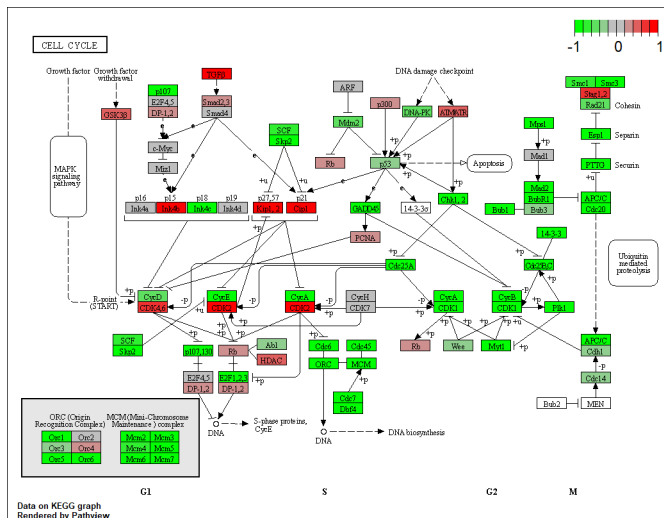 CELL CYCLE
-1 0 1
Growth factor
Growth factor
withdrawal
TGFβ
GSK3β
p107
E2F4,5
DP-1,2
Smad2,3
Smad4
c-Myc
Miz1
MAPK
signaling
pathway
SCF
Skp2
ARF
Mdm2
p300
DNA damage checkpoint
DNA-PK
ATM/ATR
Rb
p53
Apoptosis
Smc1
Smc3
Stag1,2
Rad21
Cohesin
Mps1
Esp1
Separin
Mad1
PTTG
Securin
Mad2
BubR1
Bub3
Bub1
APC/C
Cdc20
p16
p15
p18
p19
p27,57
p21
Ink4a
Ink4b
Ink4c
Ink4d
Kip1, 2
Cip1
GADD45
14-3-3σ
Chk1, 2
14-3-3
PCNA
Cdc25A
Cdc25B,C
Ubiquitin
mediated
proteolysis
R-point
(START)
CycD
CDK4,6
CycE
CDK2
CycA
CDK2
CycH
CDK7
CycA
CDK1
CycB
CDK1
Plk1
SCF
Skp2
p107,130
Rb
Abl
HDAC
Cdc6
Cdc45
ORC
MCM
Rb
Wee
Myt1
APC/C
Cdh1
E2F4,5
DP-1,2
E2F1,2,3
DP-1,2
Cdc7
Dbf4
Cdc14
Bub2
MEN
DNA
S-phase proteins,
CycE
DNA
DNA biosynthesis
ORC (Origin
Recognition Complex)
MCM (Mini-Chromosome
Maintenance ) complex
Orc1 Orc2 Mcm2 Mcm3
Orc3 Orc4 Mcm4 Mcm5
Orc5 Orc6 Mcm6 Mcm7
G1 S G2 M
Data on KEGG graph
Rendered by Pathview